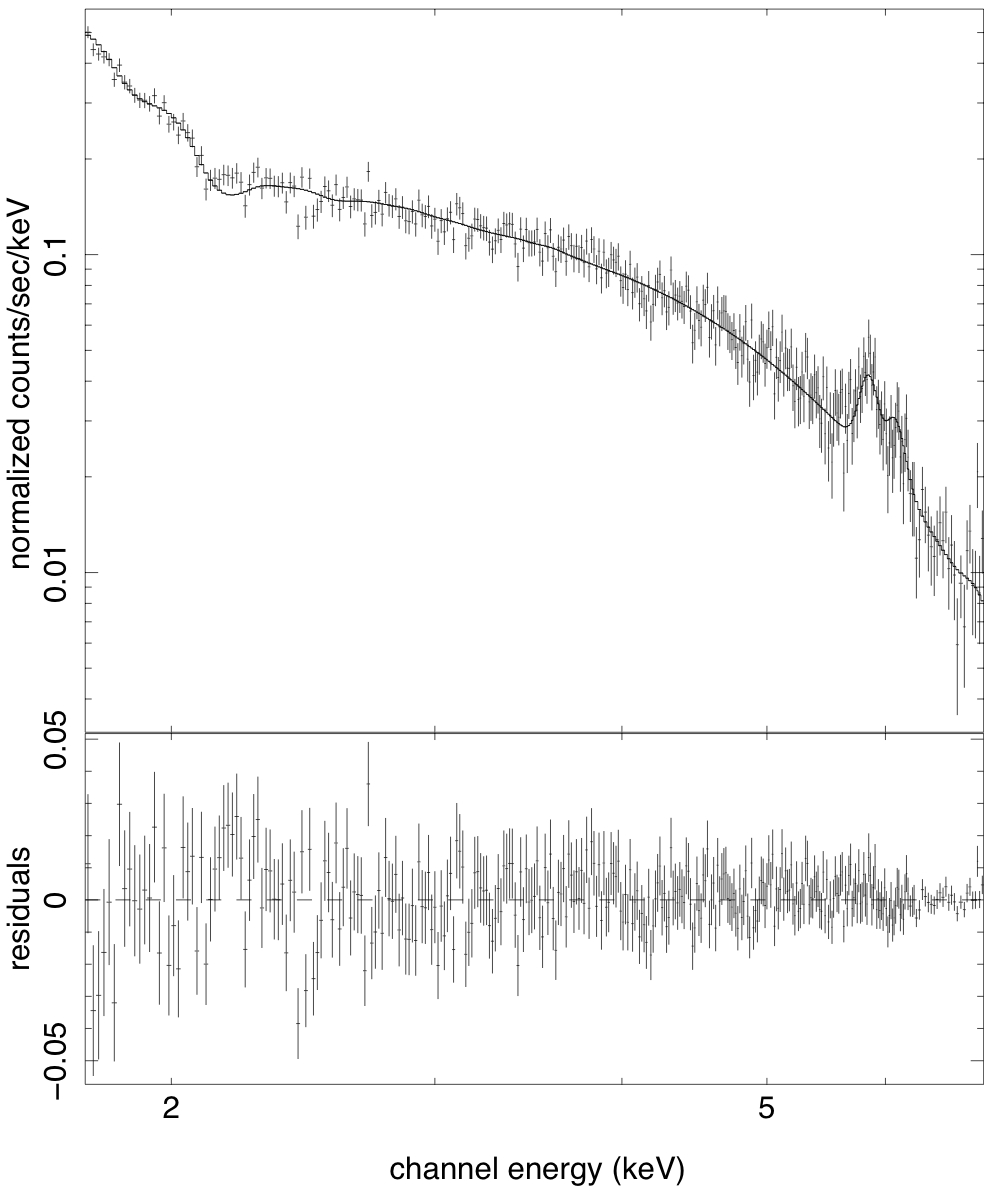 normalized counts/sec/keV
0.1
0.01
residuals
0.05
0
−0.05
2
5
channel energy (keV)